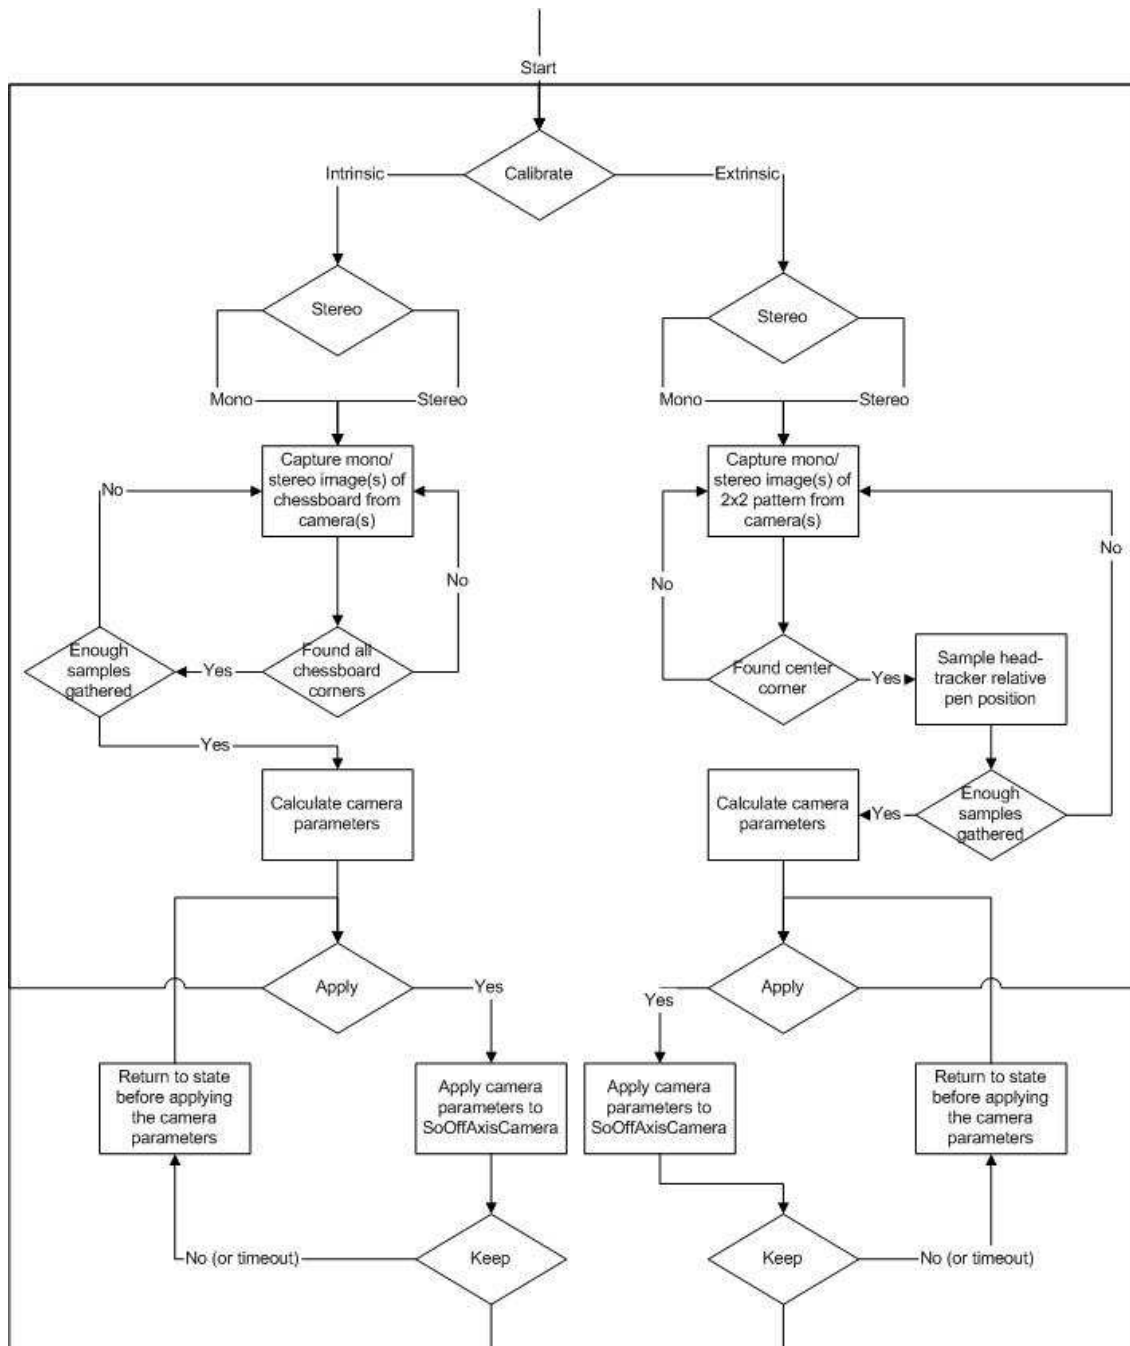 Start
Calibrate
Intrinsic
Extrinsic
Stereo
Stereo
Mono
Stereo
Mono
Stereo
Capture mono/
stereo image(s) of
chessboard from
camera(s)
Capture mono/
stereo image(s) of
2x2 pattern from
camera(s)
No
No
No
No
Enough
samples
gathered
Yes
Found all
chessboard
corners
Found center
corner
Yes
Sample head-
tracker relative
pen position
Yes
Calculate camera
parameters
Calculate camera
parameters
Yes
Enough
samples
gathered
Apply
Yes
Yes
Apply
Return to state
before applying
the camera
parameters
Apply camera
parameters to
SoOffAxisCamera
Apply camera
parameters to
SoOffAxisCamera
Return to state
before applying
the camera
parameters
No (or timeout)
Keep
Keep
No (or timeout)